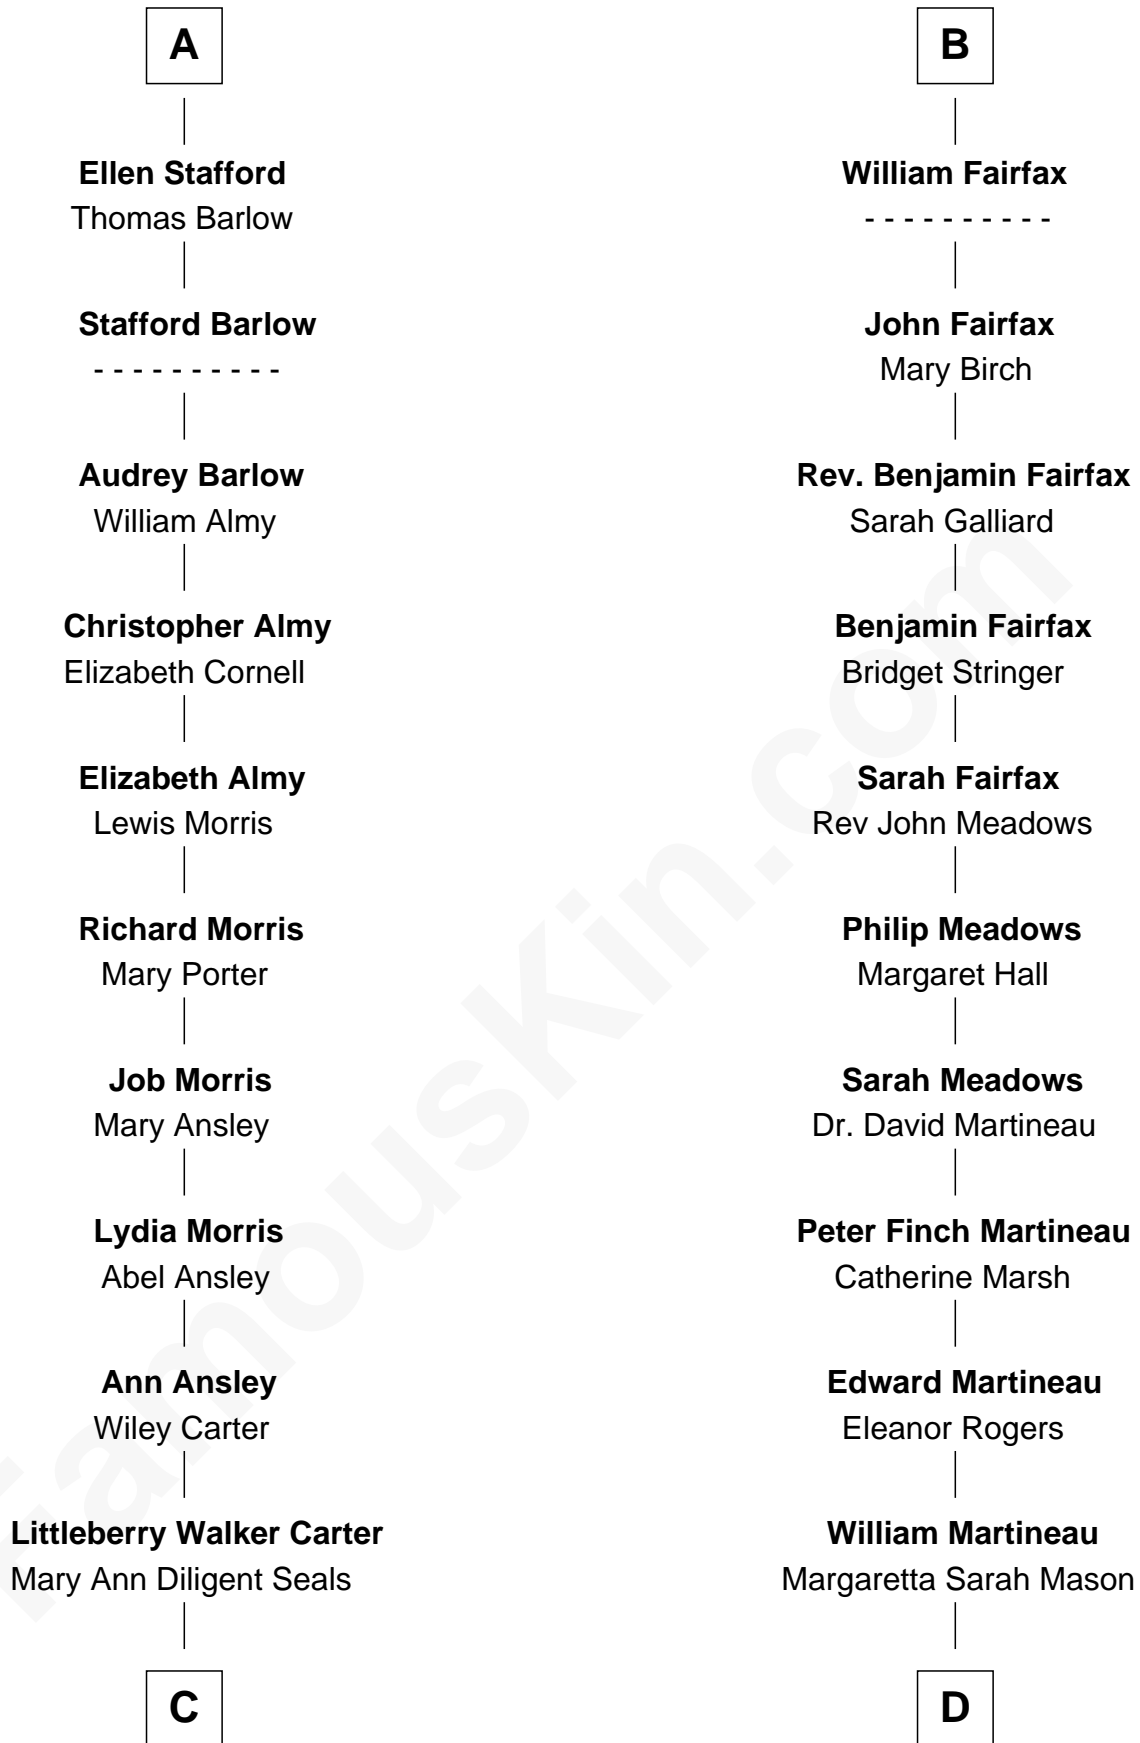 A
Ellen Stafford
Thomas Barlow
Stafford Barlow
- - - - - - - - - -
Audrey Barlow
William Almy
Christopher Almy
Elizabeth Cornell
Elizabeth Almy
Lewis Morris
Richard Morris
Mary Porter
Job Morris
Mary Ansley
Lydia Morris
Abel Ansley
Ann Ansley
Wiley Carter
Littleberry Walker Carter
Mary Ann Diligent Seals
C
B
William Fairfax
- - - - - - - - - -
John Fairfax
Mary Birch
Rev. Benjamin Fairfax
Sarah Galliard
Benjamin Fairfax
Bridget Stringer
Sarah Fairfax
Rev John Meadows
Philip Meadows
Margaret Hall
Sarah Meadows
Dr. David Martineau
Peter Finch Martineau
Catherine Marsh
Edward Martineau
Eleanor Rogers
William Martineau
Margaretta Sarah Mason
D
FamousKin.com